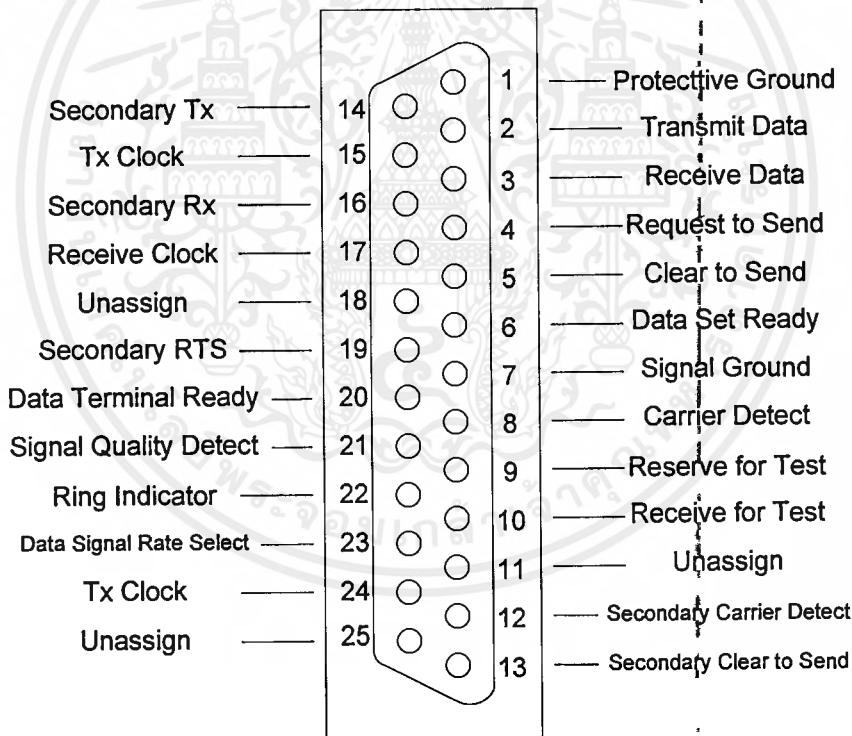 1 Protecttive Ground
Secondary Tx 14
2 Transmit Data
Tx Clock 15
3 Receive Data
Secondary Rx 16
4 Request to Send
Receive Clock 17
5 Clear to Send
Unassign 18
6 Data Set Ready
Secondary RTS 19
7 Signal Ground
Data Terminal Ready 20
8 Carrier Detect
Signal Quality Detect 21
9 Reserve for Test
Ring Indicator 22
10 Receive for Test
Data Signal Rate Select 23
11 Unassign
Tx Clock 24
12 Secondary Carrier Detect
Unassign 25
13 Secondary Clear to Send